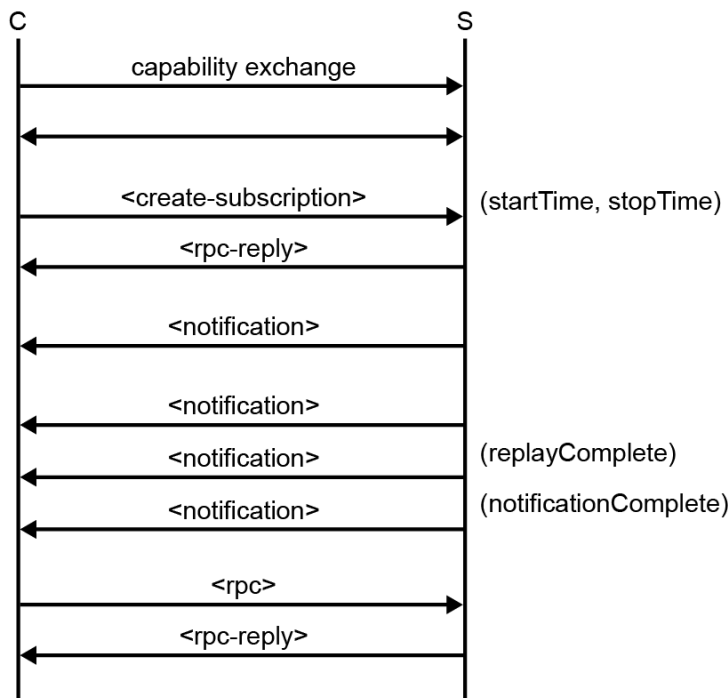 C S
capability exchange
<create-subscription> (startTime, stopTime)
<rpc-reply>
<notification>
<notification>
<notification> (replayComplete)
<notification> (notificationComplete)
<rpc>
<rpc-reply>